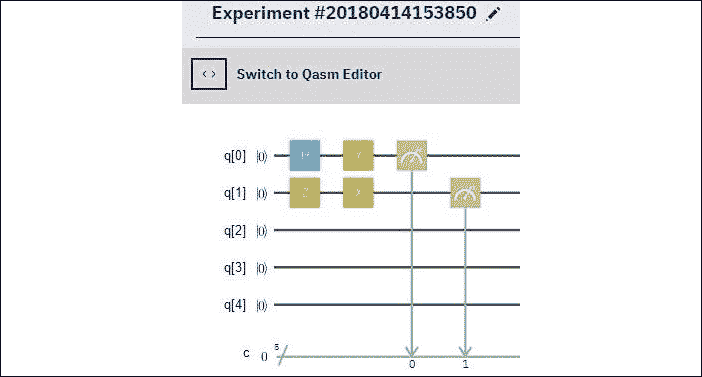 Experiment #20180414153850
<> Switch to Qasm Editor
q[0] |0⟩ H Y
q[1] |0⟩ Z X
q[2] |0⟩
q[3] |0⟩
q[4] |0⟩
c 0 5
0 1